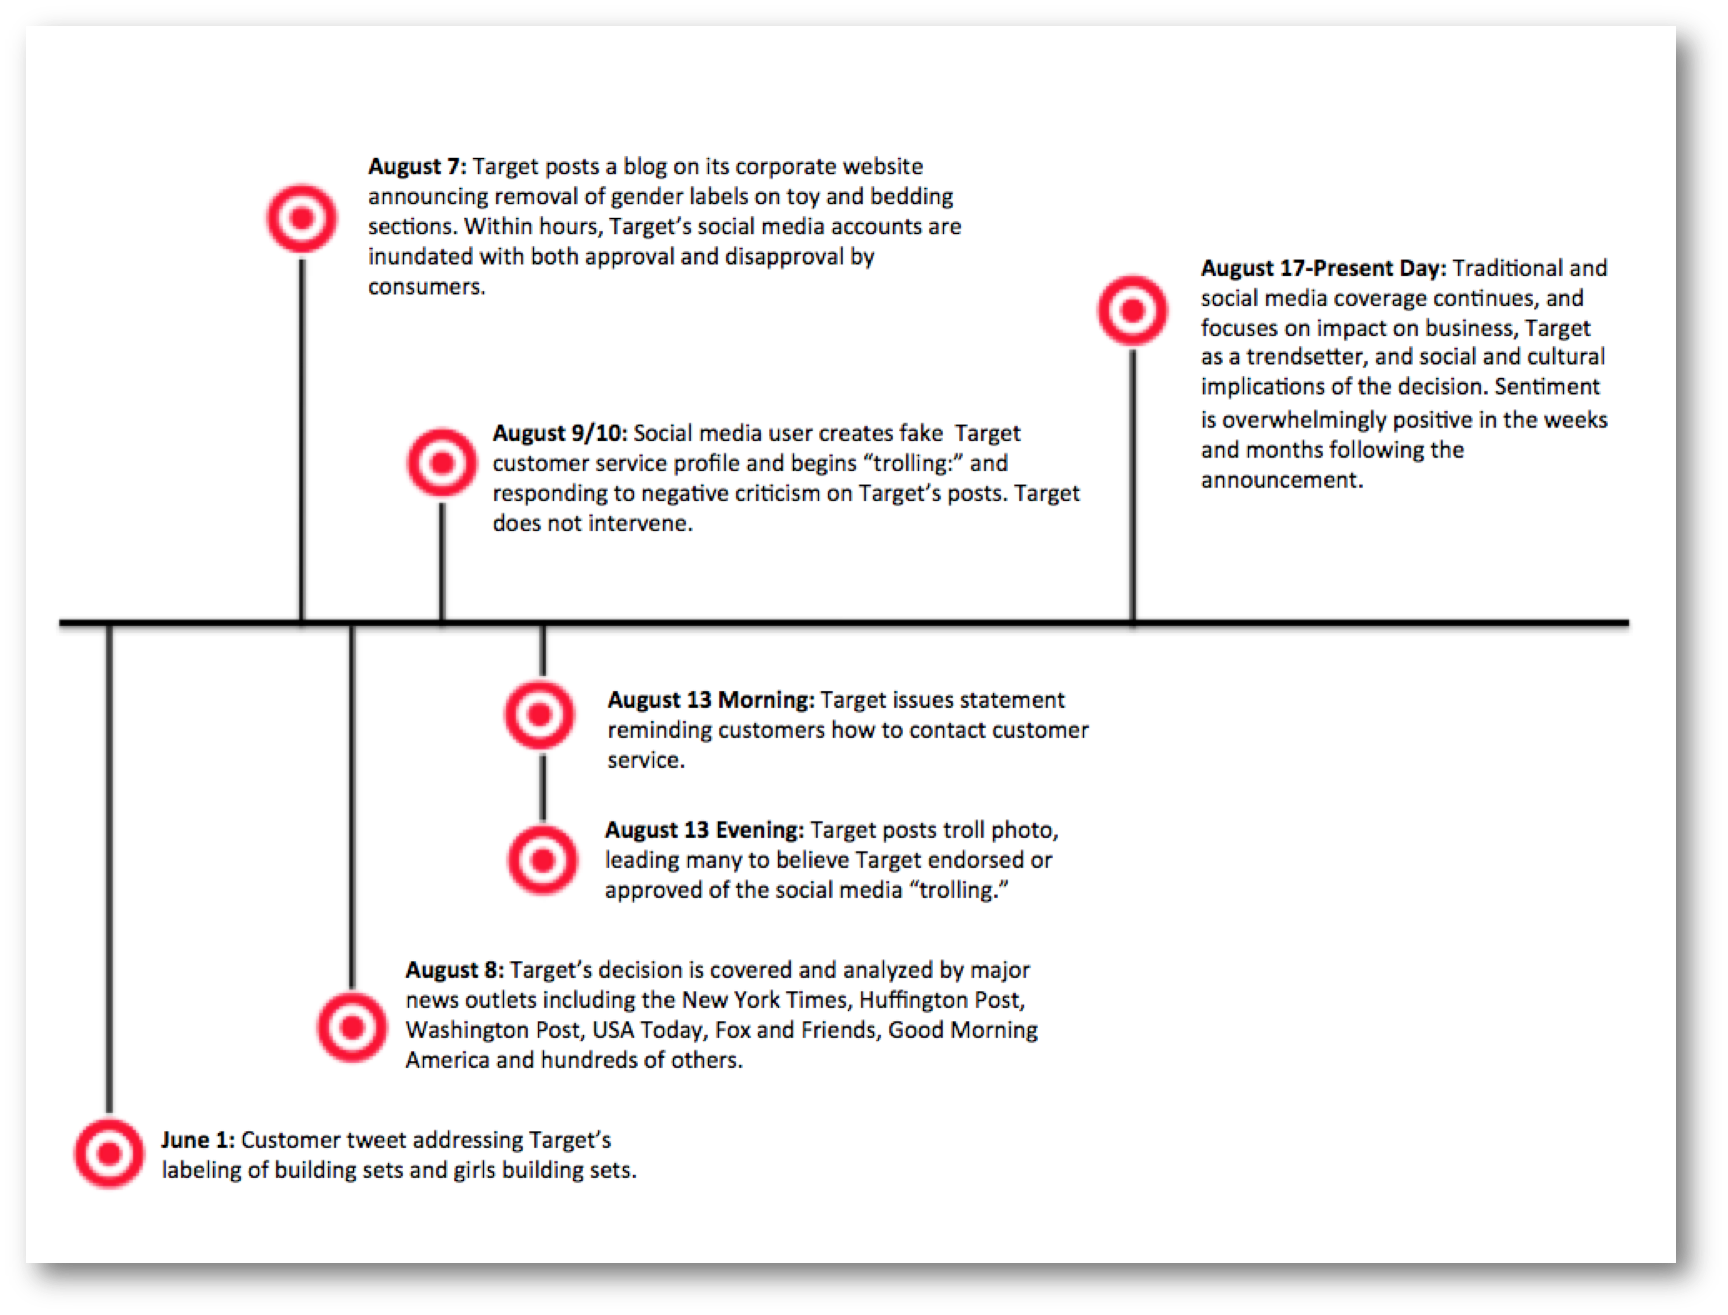 August 7: Target posts a blog on its corporate website
announcing removal of gender labels on toy and bedding
sections. Within hours, Target’s social media accounts are
inundated with both approval and disapproval by
consumers.
August 17-Present Day: Traditional and
social media coverage continues, and
focuses on impact on business, Target
as a trendsetter, and social and cultural
implications of the decision. Sentiment
is overwhelmingly positive in the weeks
and months following the
announcement.
August 9/10: Social media user creates fake  Target
customer service profile and begins “trolling:” and
responding to negative criticism on Target’s posts. Target
does not intervene.
August 13 Morning: Target issues statement
reminding customers how to contact customer
service.
August 13 Evening: Target posts troll photo,
leading many to believe Target endorsed or
approved of the social media “trolling.”
August 8: Target’s decision is covered and analyzed by major
news outlets including the New York Times, Huffington Post,
Washington Post, USA Today, Fox and Friends, Good Morning
America and hundreds of others.
June 1: Customer tweet addressing Target’s
labeling of building sets and girls building sets.